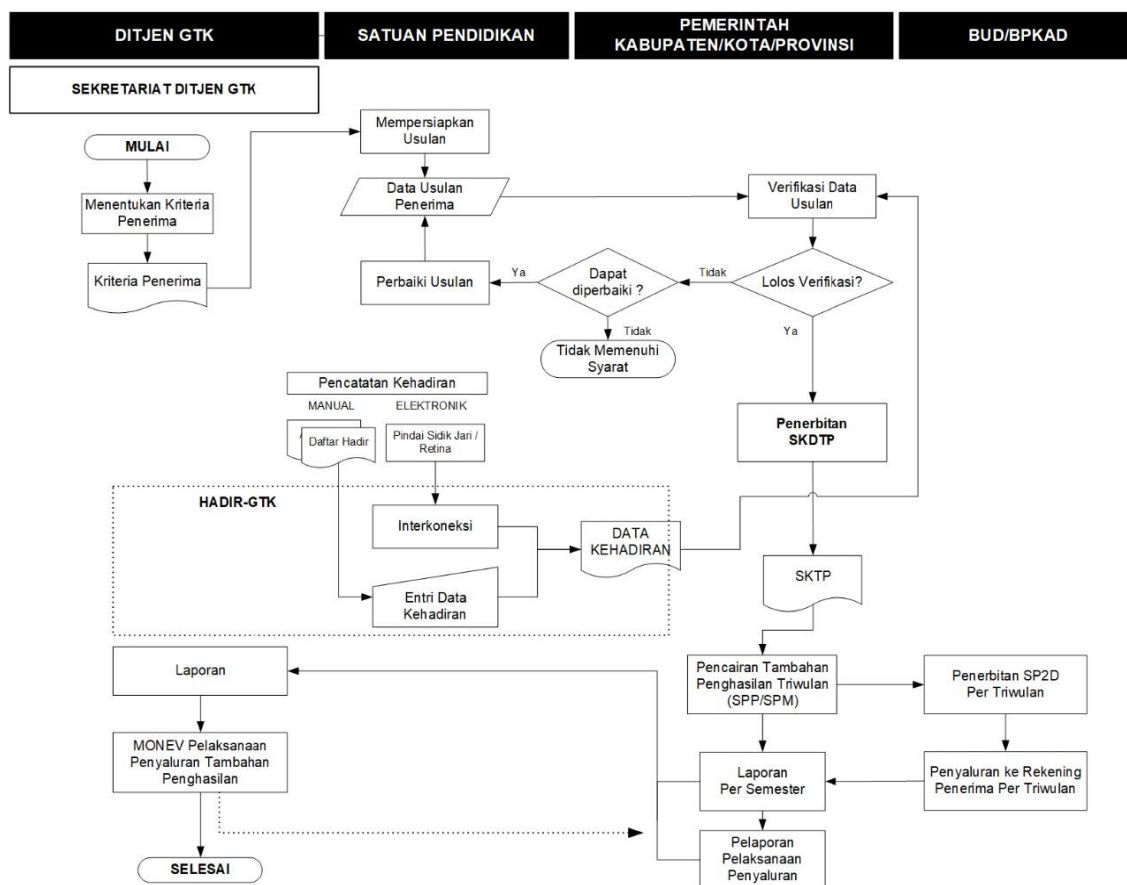 DITJEN GTK
SATUAN PENDIDIKAN
PEMERINTAH
KABUPATEN/KOTA/PROVINSI
BUD/BPKAD
SEKRETARIAT DITJEN GTK
MULAI
Menentukan Kriteria
Penerima
Kriteria Penerima
Mempersiapkan
Usulan
Data Usulan
Penerima
Perbaiki Usulan
Ya
Dapat
diperbaiki ?
Tidak
Tidak
Tidak Memenuhi
Syarat
Verifikasi Data
Usulan
Lolos Verifikasi?
Ya
Penerbitan
SKDTP
Pencatatan Kehadiran
MANUAL
ELEKTRONIK
Daftar Hadir
Pindai Sidik Jari /
Retina
HADIR-GTK
Interkoneksi
Entri Data
Kehadiran
DATA
KEHADIRAN
SKTP
Pencairan Tambahan
Penghasilan Triwulan
(SPP/SPM)
Penerbitan SP2D
Per Triwulan
Penyaluran ke Rekening
Penerima Per Triwulan
Laporan
Per Semester
Pelaporan
Pelaksanaan
Penyaluran
Laporan
MONEV Pelaksanaan
Penyaluran Tambahan
Penghasilan
SELESAI